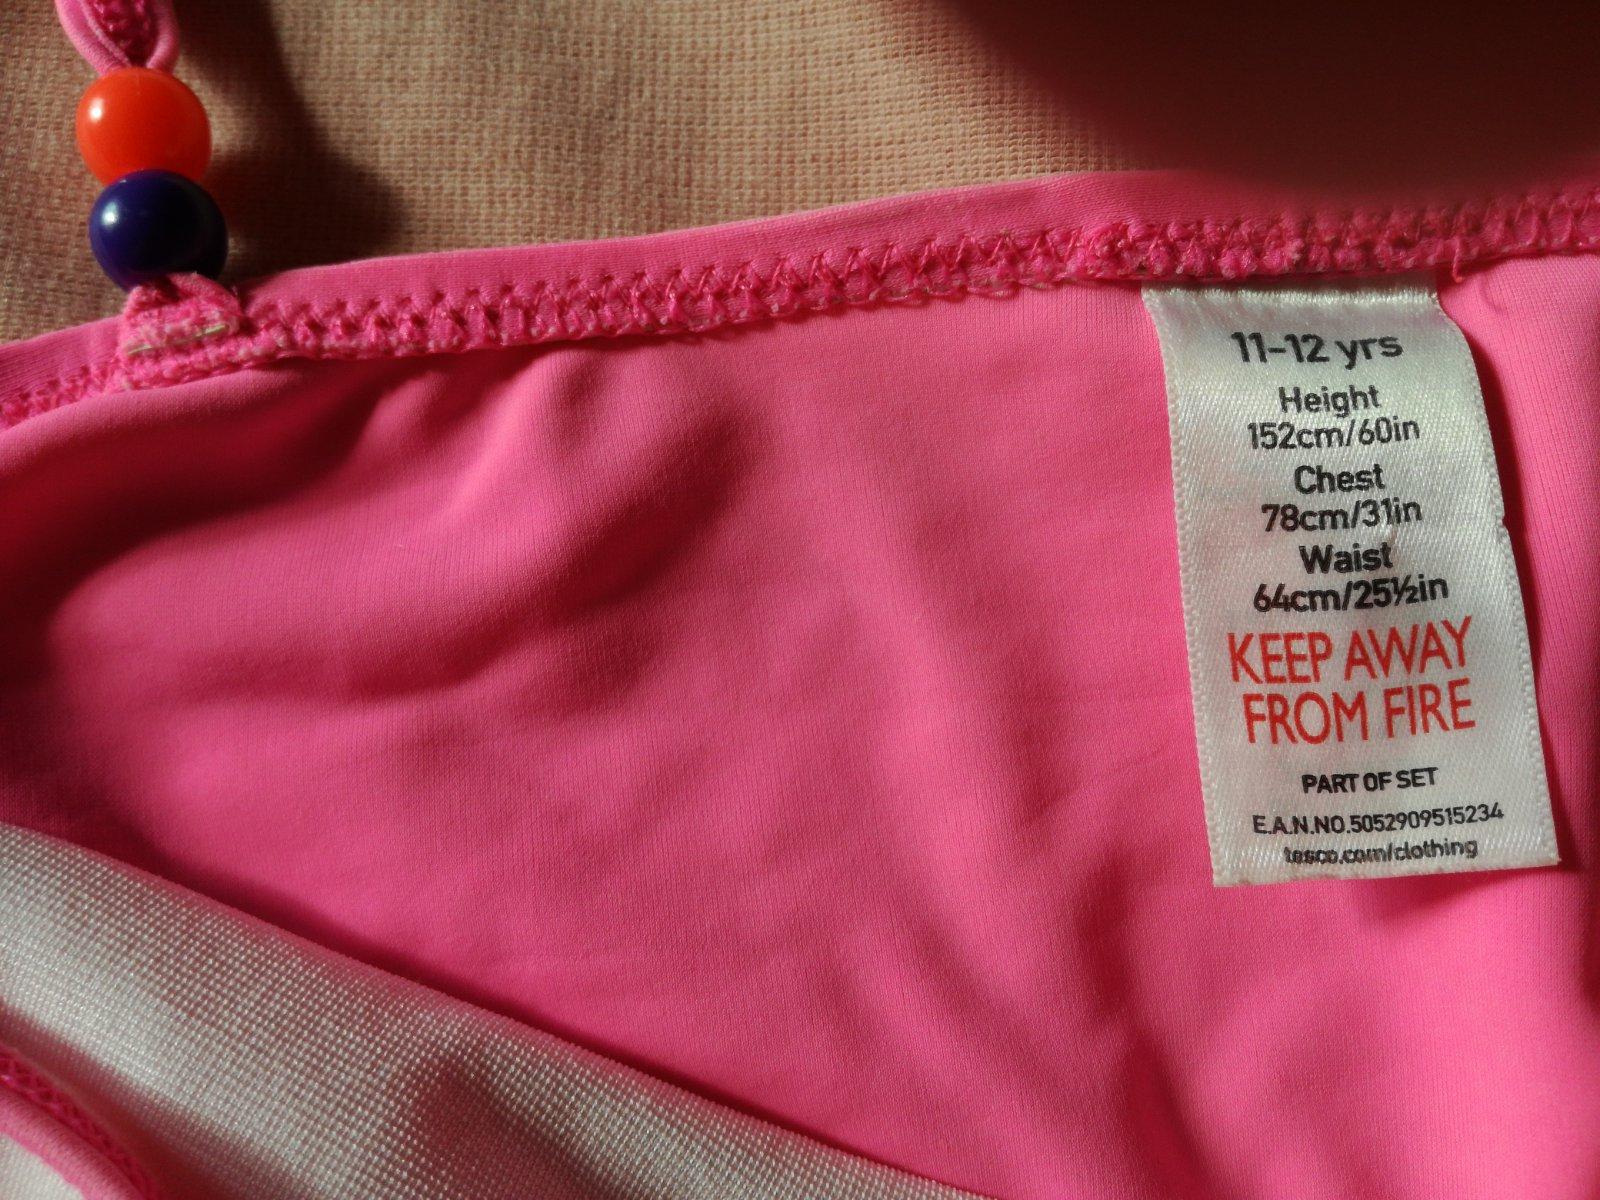 11-12 yrs
Height
152cm/60in
Chest
78cm/31in
Waist
64cm/25½in
KEEP AWAY
FROM FIRE
PART OF SET
E.A.N.NO.5052909515234
tesco.com/clothing